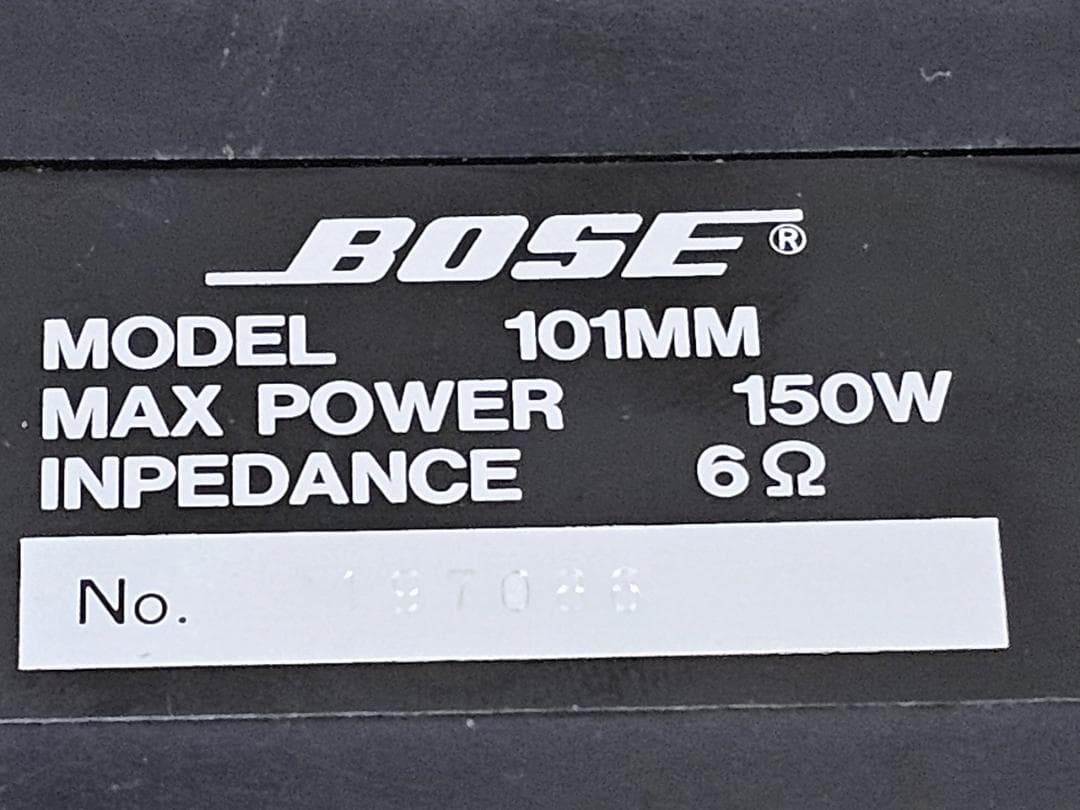 BOSE®
MODEL 101MM
MAX POWER 150W
INPEDANCE 6Ω
No.